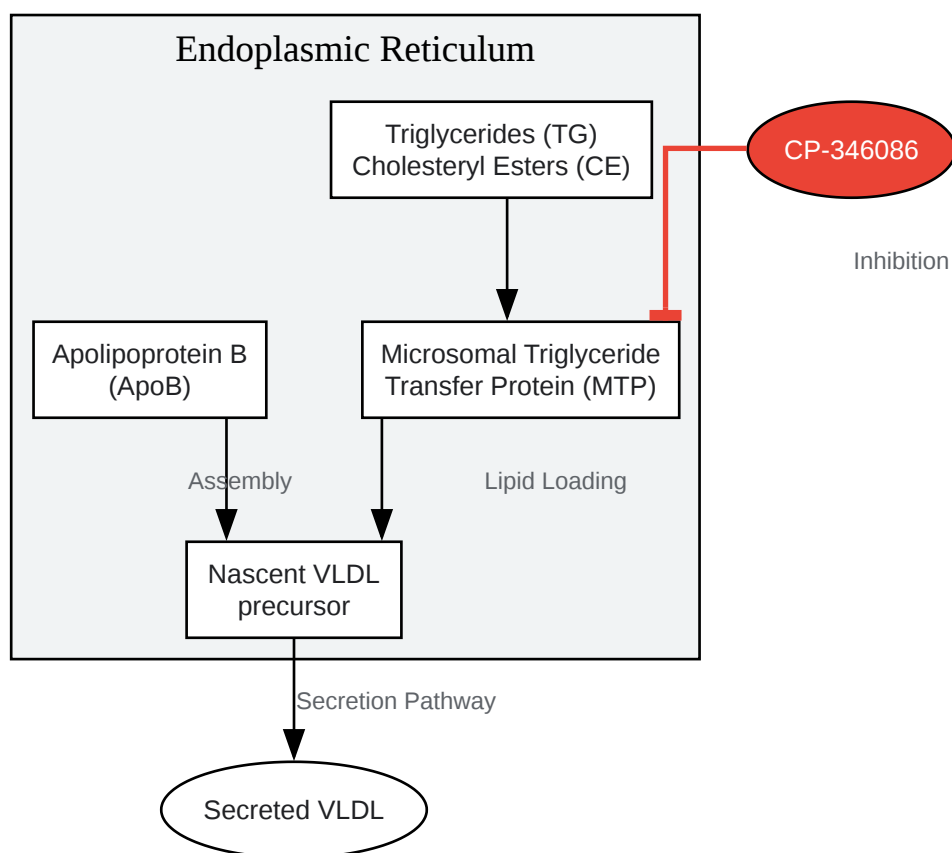 Endoplasmic Reticulum
Triglycerides (TG)
Cholesteryl Esters (CE)
CP-346086
Inhibition
Apolipoprotein B
(ApoB)
Microsomal Triglyceride
Transfer Protein (MTP)
Assembly
Lipid Loading
Nascent VLDL
precursor
Secretion Pathway
Secreted VLDL